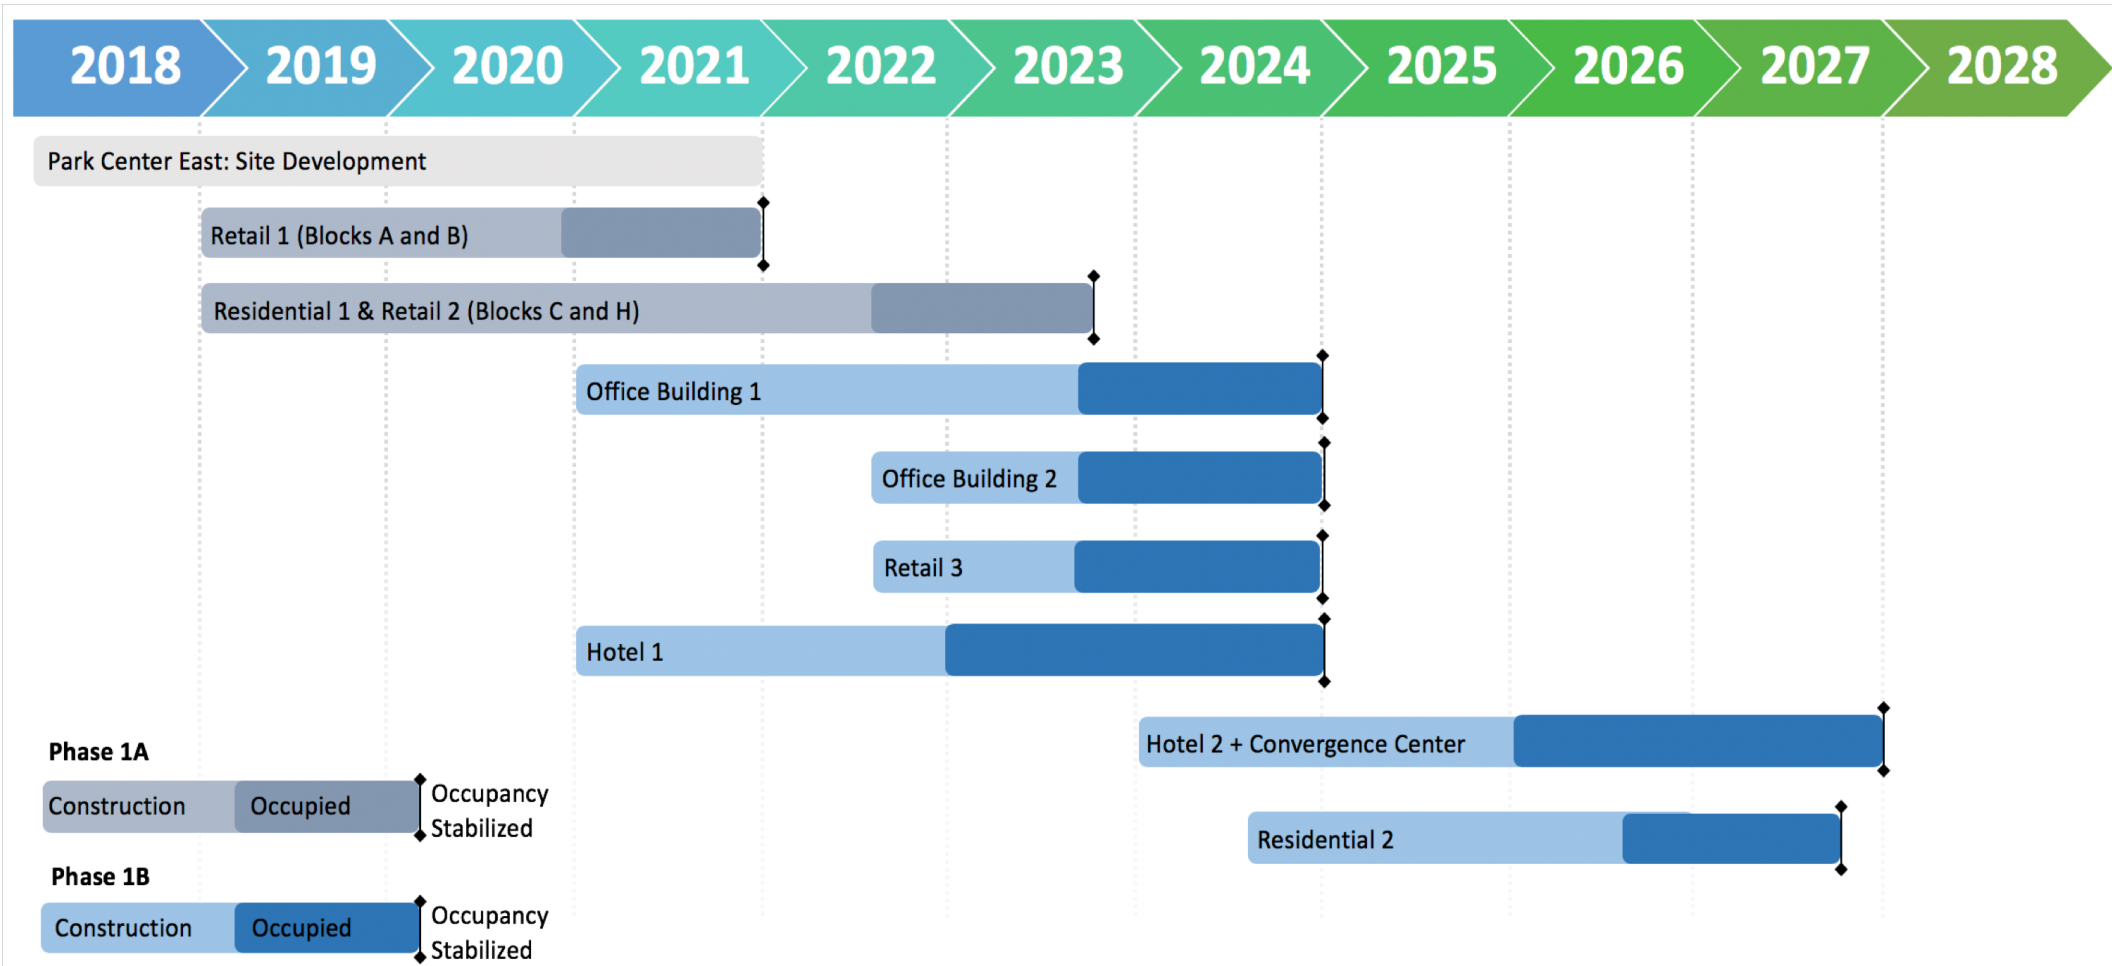 2018 2019 2020 2021 2022 2023 2024 2025 2026 2027 2028
Park Center East: Site Development
Retail 1 (Blocks A and B)
Residential 1 & Retail 2 (Blocks C and H)
Office Building 1
Office Building 2
Retail 3
Hotel 1
Hotel 2 + Convergence Center
Residential 2
Phase 1A
Construction
Occupied
Occupancy
Stabilized
Phase 1B
Construction
Occupied
Occupancy
Stabilized